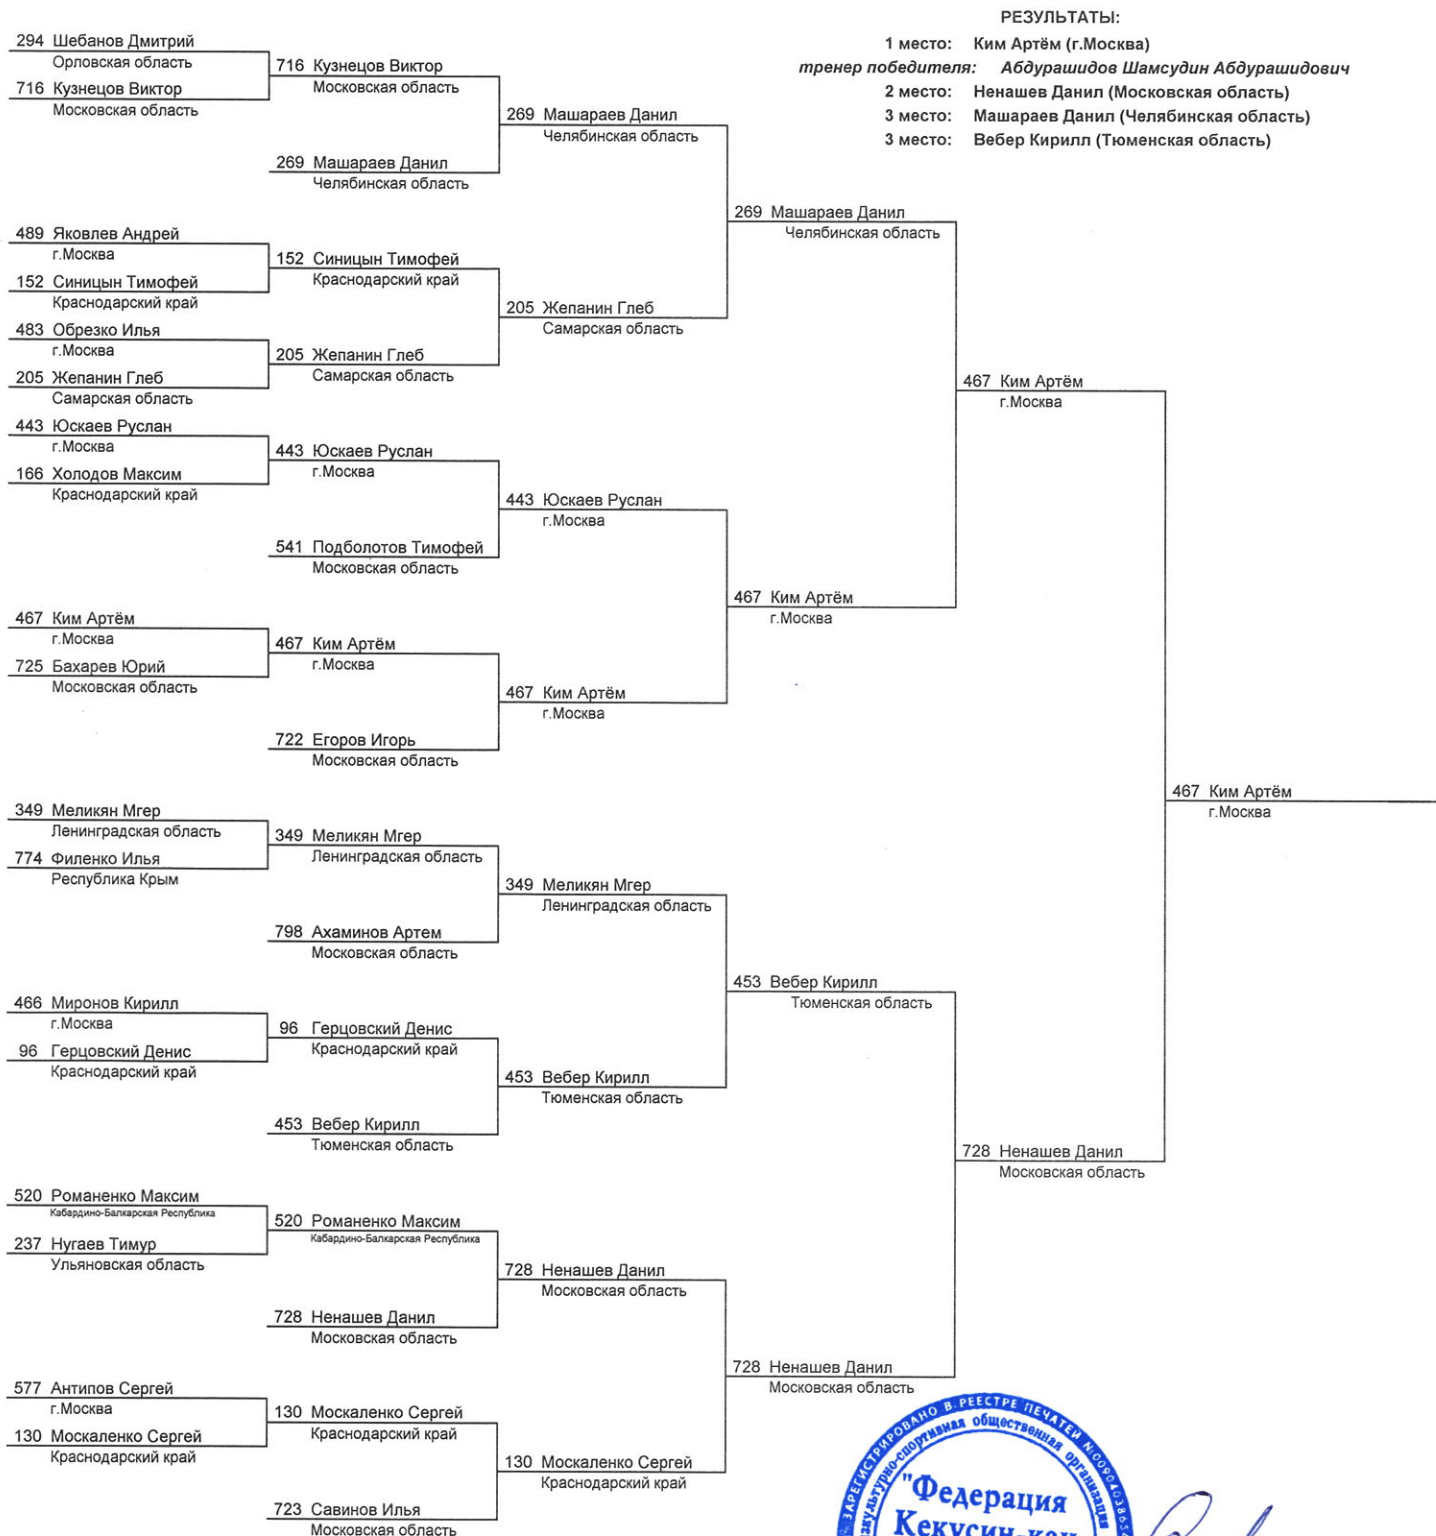 РЕЗУЛЬТАТЫ:
1 место: Ким Артём (г.Москва)
тренер победителя: Абдурашидов Шамсудин Абдурашидович
2 место: Ненашев Данил (Московская область)
3 место: Машараев Данил (Челябинская область)
3 место: Вебер Кирилл (Тюменская область)
294 Шебанов Дмитрий
Орловская область
716 Кузнецов Виктор
Московская область
489 Яковлев Андрей
г.Москва
152 Синицын Тимофей
Краснодарский край
483 Обрезко Илья
г.Москва
205 Жепанин Глеб
Самарская область
443 Юскаев Руслан
г.Москва
166 Холодов Максим
Краснодарский край
467 Ким Артём
г.Москва
725 Бахарев Юрий
Московская область
349 Меликян Мгер
Ленинградская область
774 Филенко Илья
Республика Крым
466 Миронов Кирилл
г.Москва
96 Герцовский Денис
Краснодарский край
520 Романенко Максим
Кабардино-Балкарская Республика
237 Нугаев Тимур
Ульяновская область
577 Антипов Сергей
г.Москва
130 Москаленко Сергей
Краснодарский край
716 Кузнецов Виктор
Московская область
269 Машараев Данил
Челябинская область
152 Синицын Тимофей
Краснодарский край
205 Жепанин Глеб
Самарская область
443 Юскаев Руслан
г.Москва
541 Подболотов Тимофей
Московская область
467 Ким Артём
г.Москва
722 Егоров Игорь
Московская область
349 Меликян Мгер
Ленинградская область
798 Ахаминов Артем
Московская область
96 Герцовский Денис
Краснодарский край
453 Вебер Кирилл
Тюменская область
520 Романенко Максим
Кабардино-Балкарская Республика
728 Ненашев Данил
Московская область
130 Москаленко Сергей
Краснодарский край
723 Савинов Илья
Московская область
269 Машараев Данил
Челябинская область
205 Жепанин Глеб
Самарская область
443 Юскаев Руслан
г.Москва
467 Ким Артём
г.Москва
349 Меликян Мгер
Ленинградская область
453 Вебер Кирилл
Тюменская область
728 Ненашев Данил
Московская область
130 Москаленко Сергей
Краснодарский край
269 Машараев Данил
Челябинская область
467 Ким Артём
г.Москва
453 Вебер Кирилл
Тюменская область
728 Ненашев Данил
Московская область
467 Ким Артём
г.Москва
728 Ненашев Данил
Московская область
467 Ким Артём
г.Москва
ЗАРЕГИСТРИРОВАНО В РЕЕСТРЕ ПЕЧАТЕЙ
общественная организация
"Федерация